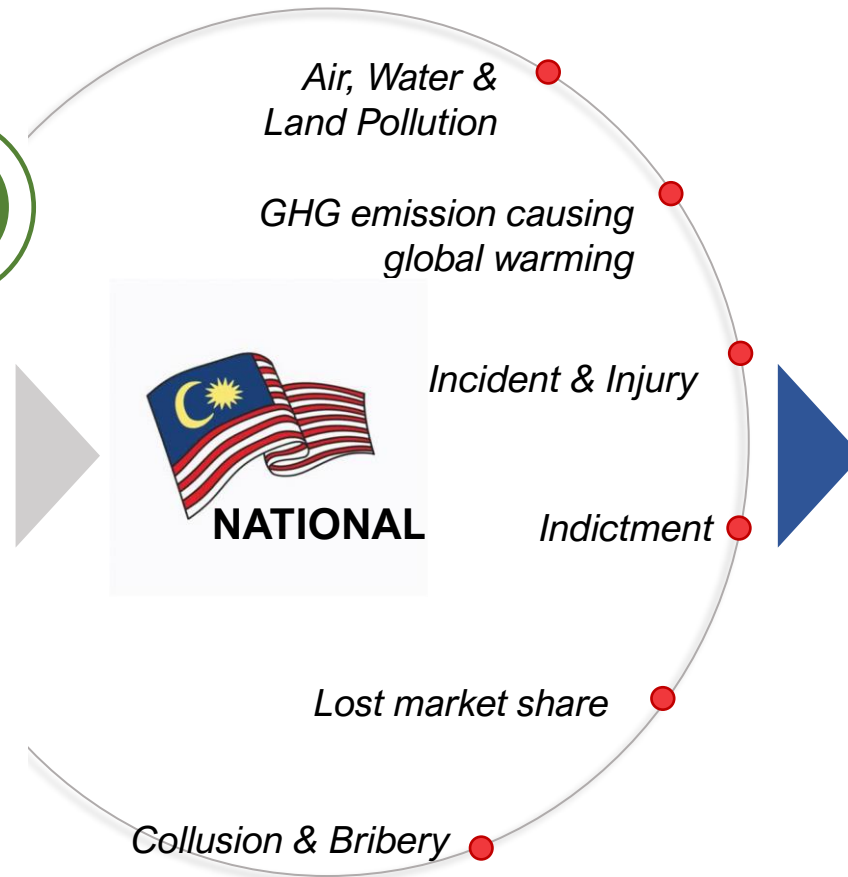 Air, Water &
Land Pollution
GHG emission causing
global warming
Incident & Injury
NATIONAL
Indictment
Lost market share
Collusion & Bribery